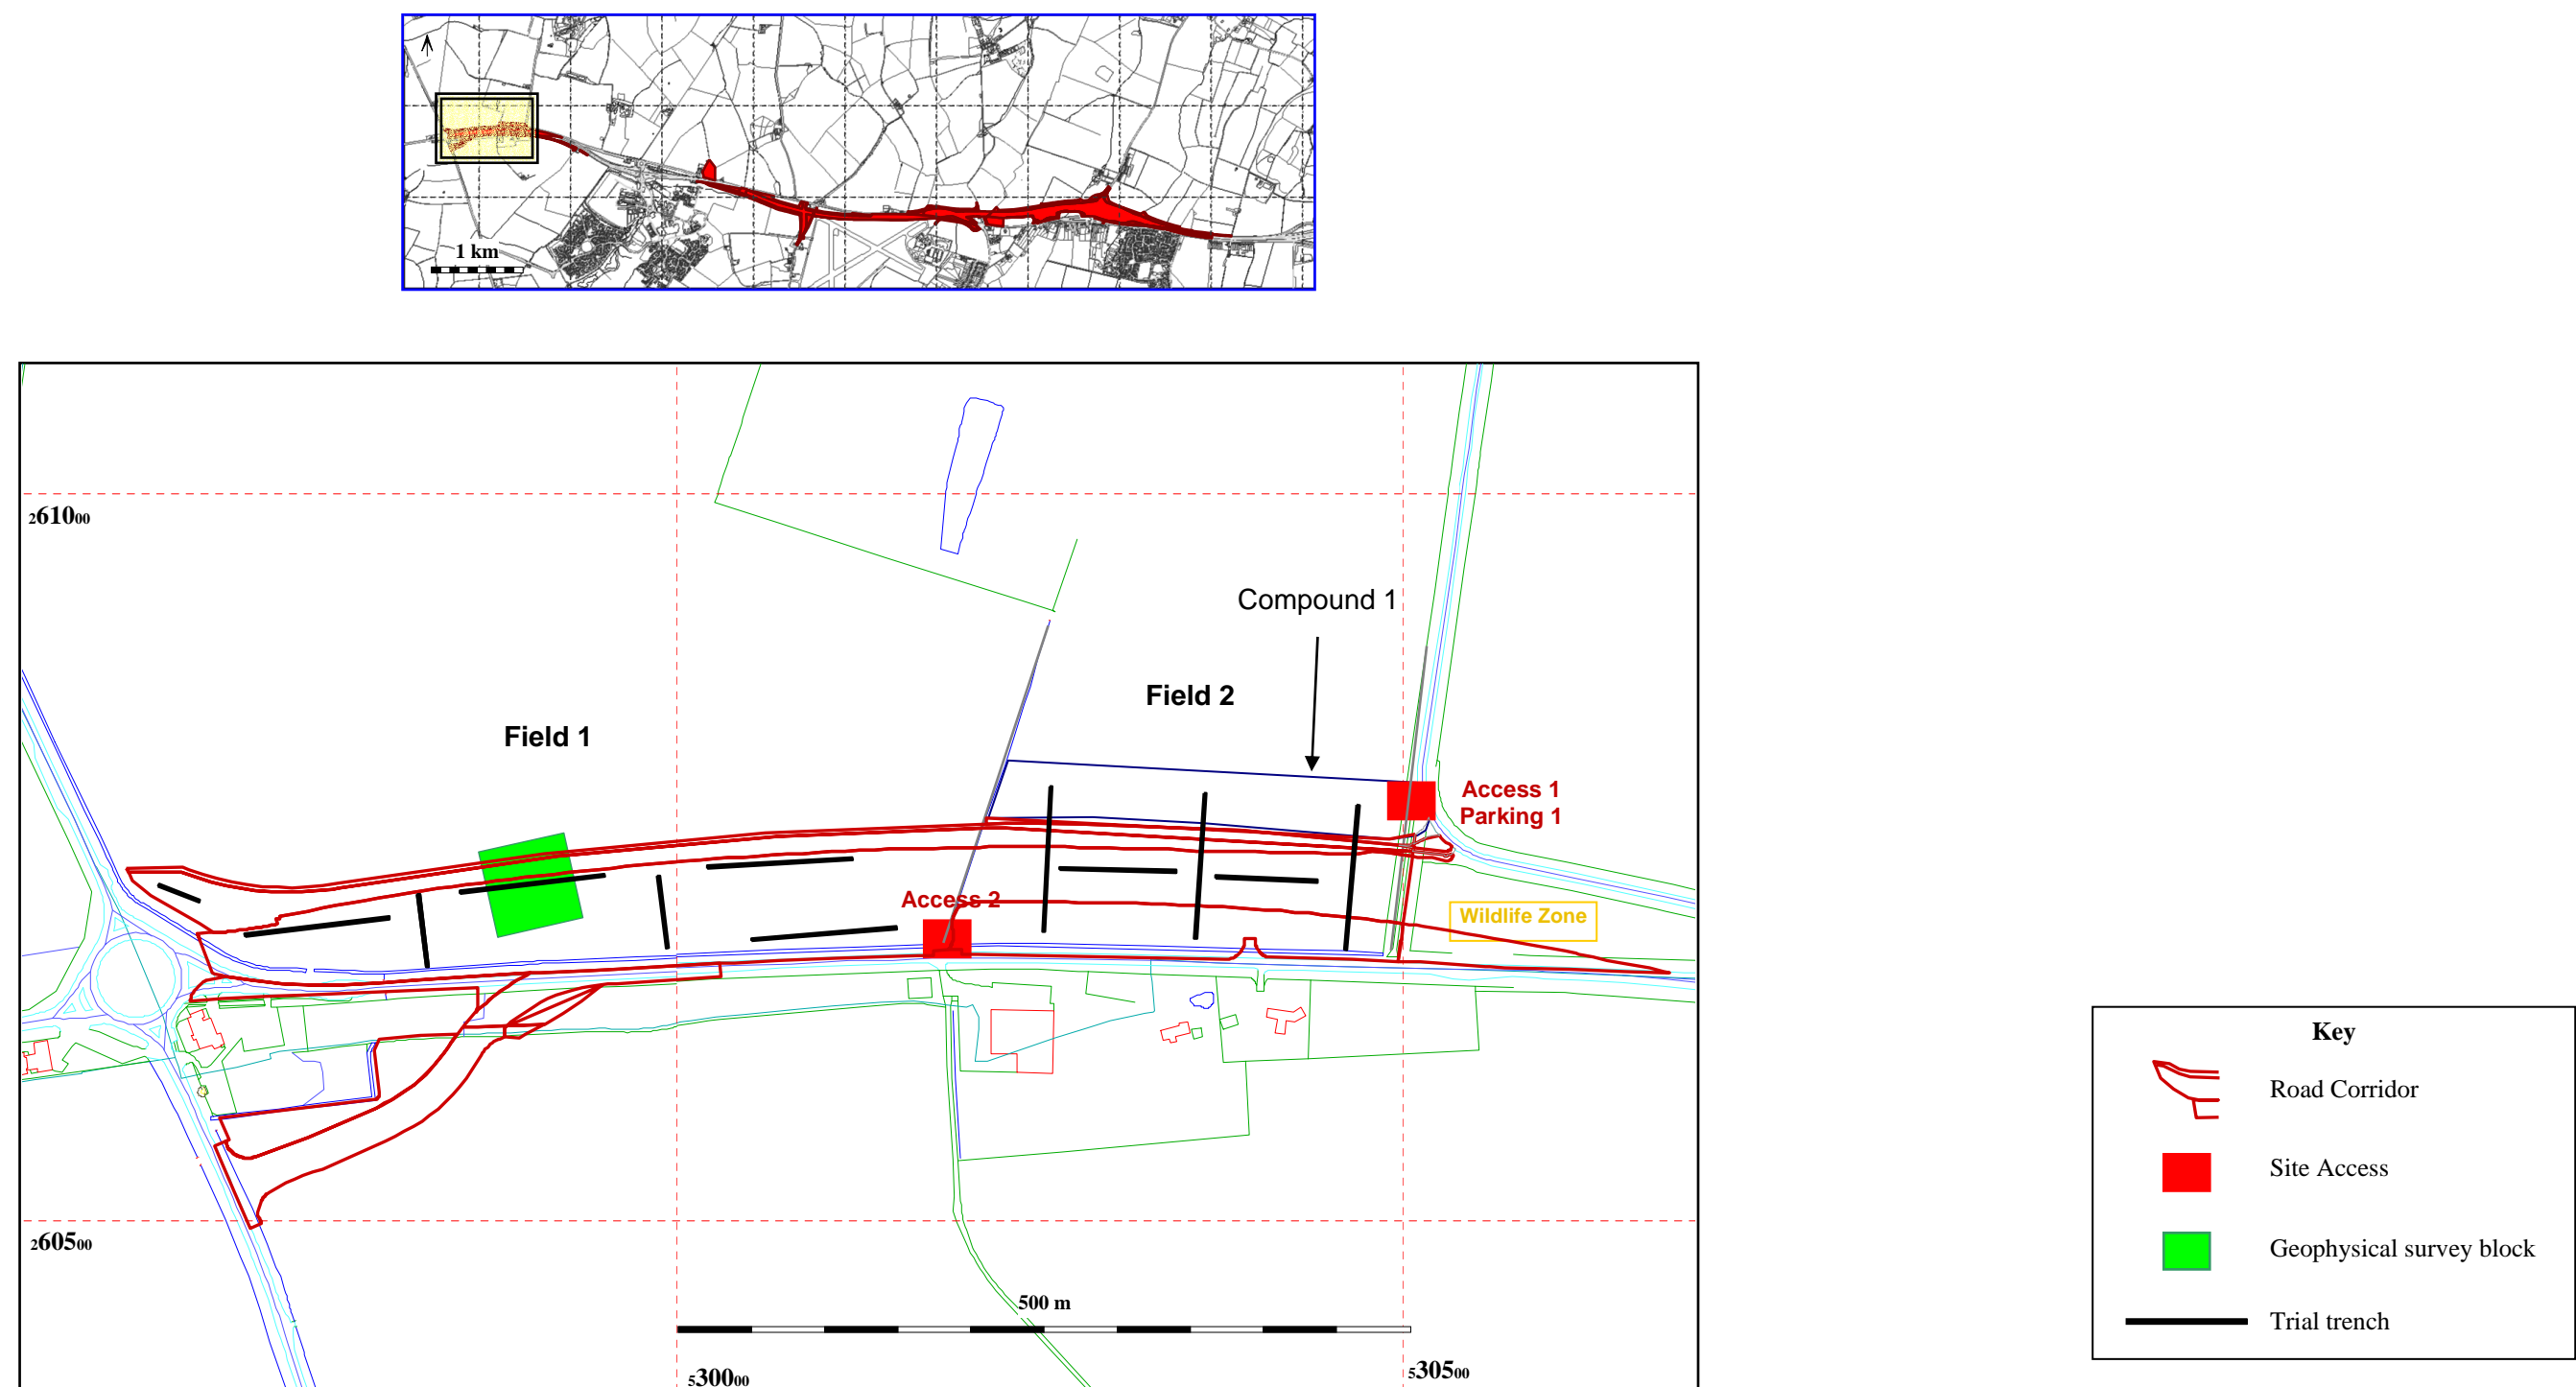 1 km
261000
Compound 1
Field 2
Field 1
Access 1
Parking 1
Access 2
Wildlife Zone
260500
500 m
530000
530500
Key
Road Corridor
Site Access
Geophysical survey block
Trial trench